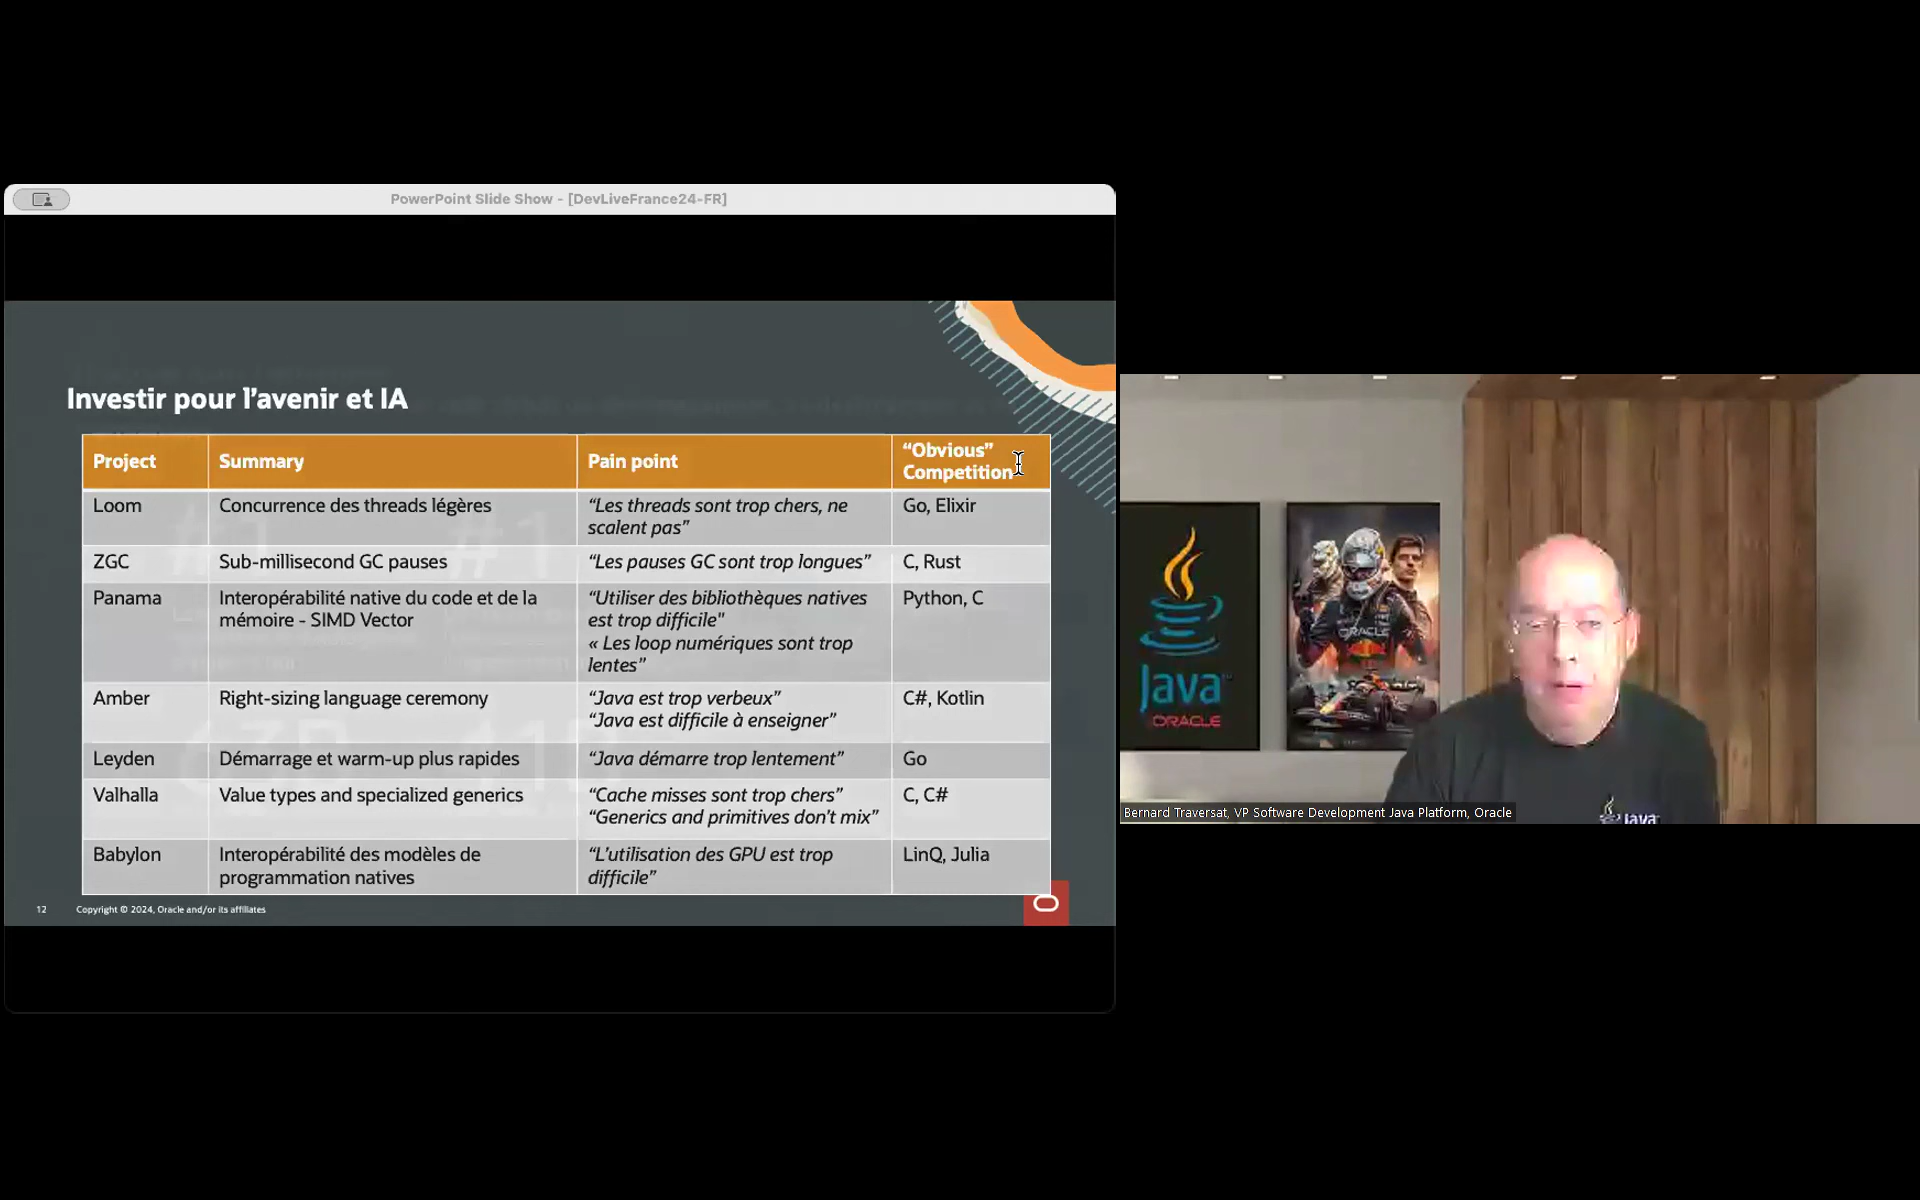 PowerPoint Slide Show - [DevLiveFrance24-FR]
Investir pour l’avenir et IA
Project
Summary
Pain point
“Obvious”
Competition
Loom
Concurrence des threads légères
“Les threads sont trop chers, ne
scalent pas”
Go, Elixir
ZGC
Sub-millisecond GC pauses
“Les pauses GC sont trop longues”
C, Rust
Panama
Interopérabilité native du code et de la
mémoire - SIMD Vector
“Utiliser des bibliothèques natives
est trop difficile"
« Les loop numériques sont trop
lentes”
Python, C
Amber
Right-sizing language ceremony
“Java est trop verbeux”
“Java est difficile à enseigner”
C#, Kotlin
Leyden
Démarrage et warm-up plus rapides
“Java démarre trop lentement”
Go
Valhalla
Value types and specialized generics
“Cache misses sont trop chers”
“Generics and primitives don’t mix”
C, C#
Babylon
Interopérabilité des modèles de
programmation natives
“L’utilisation des GPU est trop
difficile”
LinQ, Julia
12
Copyright © 2024, Oracle and/or its affiliates
Java
ORACLE
ORACLE
Java
Bernard Traversat, VP Software Development Java Platform, Oracle